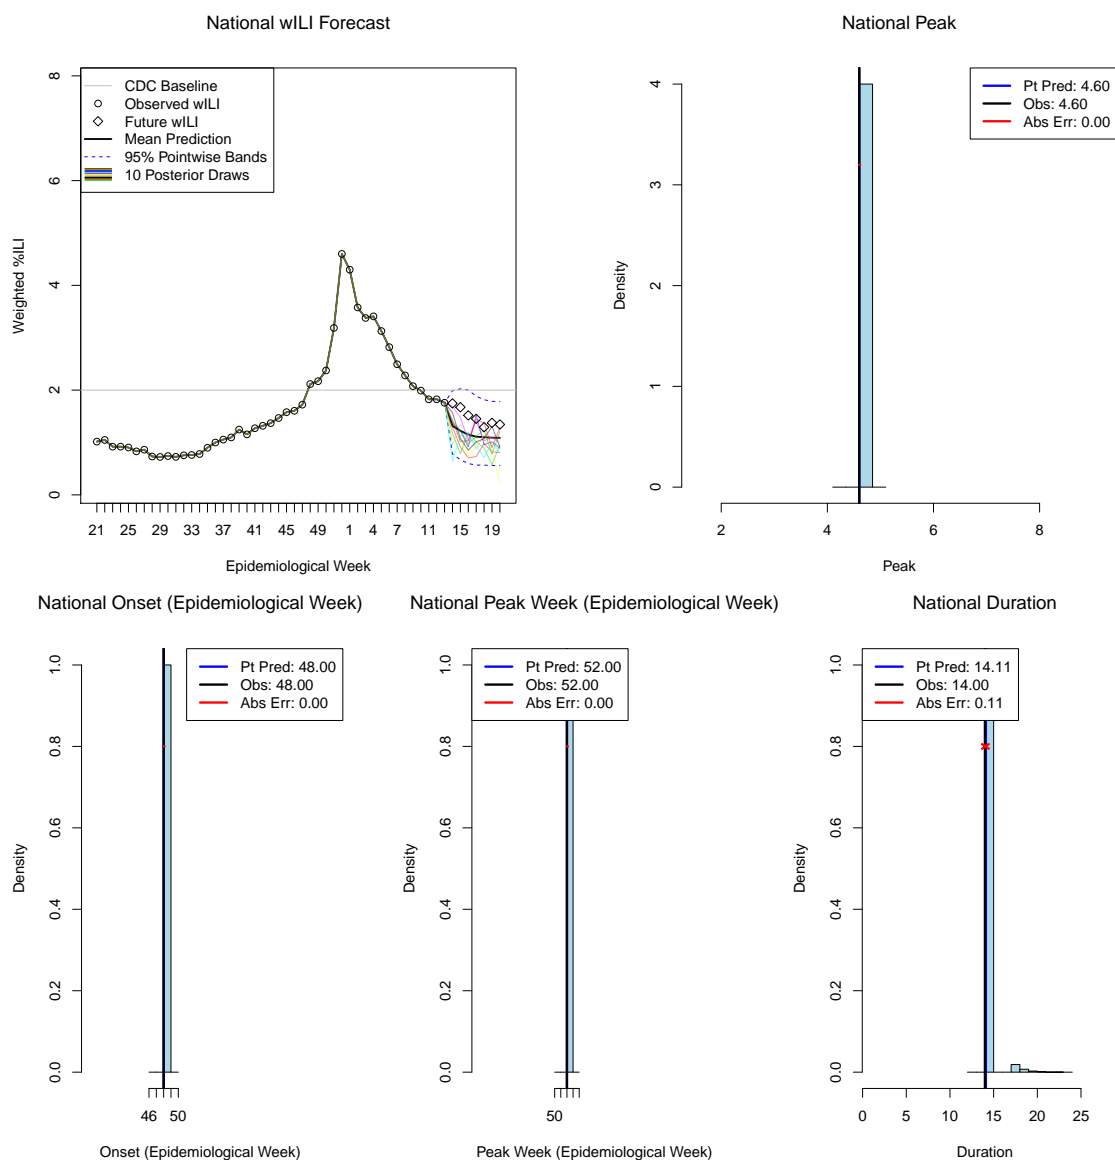 National wILI Forecast
CDC Baseline
Observed wILI
Future wILI
Mean Prediction
95% Pointwise Bands
10 Posterior Draws
Weighted %ILI
0 2 4 6 8
21 25 29 33 37 41 45 49 1 4 7 11 15 19
Epidemiological Week
National Peak
Pt Pred: 4.60
Obs: 4.60
Abs Err: 0.00
Density
0 1 2 3 4
2 4 6 8
Peak
National Onset (Epidemiological Week)
Pt Pred: 48.00
Obs: 48.00
Abs Err: 0.00
Density
0.0 0.2 0.4 0.6 0.8 1.0
46 50
Onset (Epidemiological Week)
National Peak Week (Epidemiological Week)
Pt Pred: 52.00
Obs: 52.00
Abs Err: 0.00
Density
0.0 0.2 0.4 0.6 0.8 1.0
50
Peak Week (Epidemiological Week)
National Duration
Pt Pred: 14.11
Obs: 14.00
Abs Err: 0.11
Density
0.0 0.2 0.4 0.6 0.8 1.0
0 5 10 15 20 25
Duration